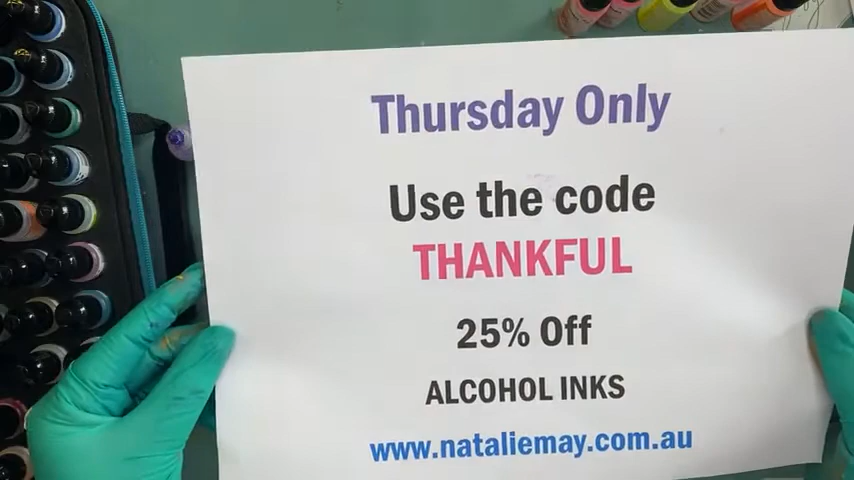 Thursday Only
Use the code
THANKFUL
25% Off
ALCOHOL INKS
www.nataliemay.com.au